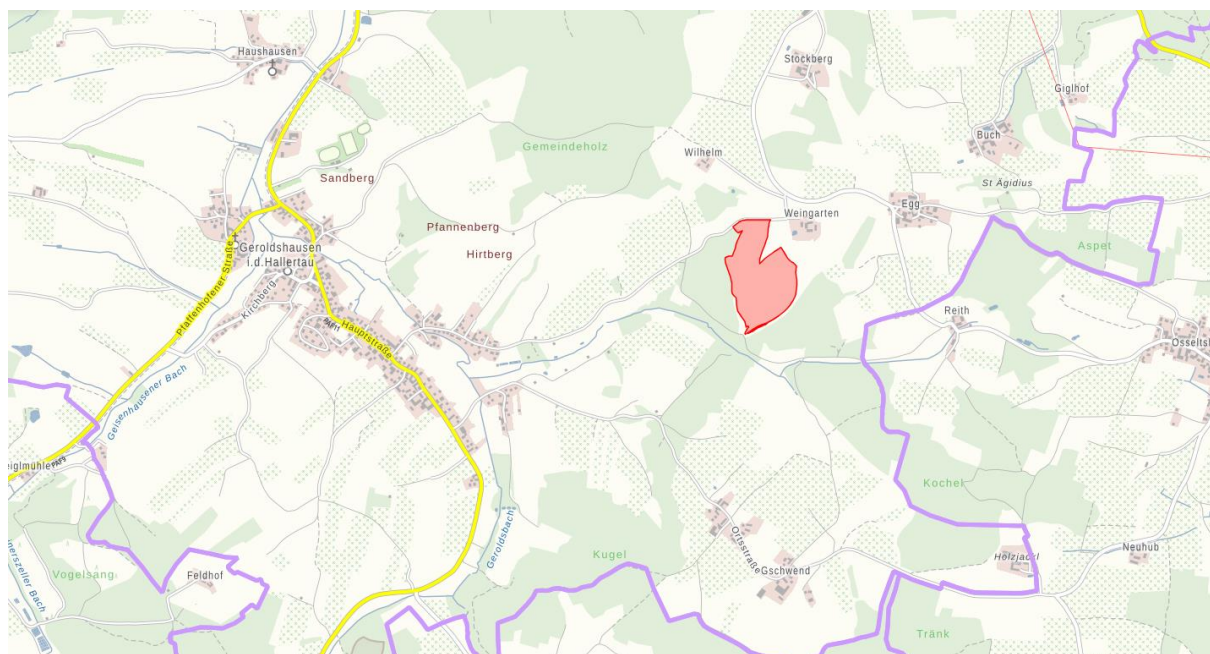 Haushausen
Stockberg
Giglhof
Buch
Gemeindeholz
Wilhelm
Sandberg
St Ägidius
Egg
Weingarten
Pfannenberg
Geroldshausen
i.d.Hallertau
Hirtberg
Aspet
Pfaffenhofener Straße
Kirchberg
Reith
Hauptstraße
Geisenhausener Bach
PAF9
Kochel
Geroldsbach
Ortsstraße
Kugel
Gschwend
Holzjackl
Neuhub
Vogelsang
Feldhof
Tränk